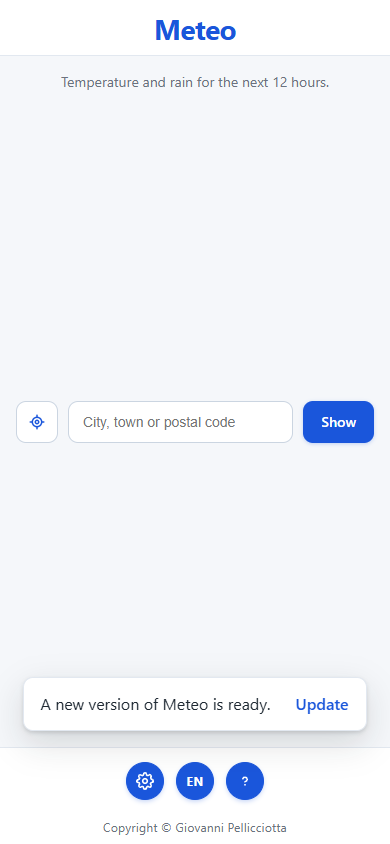 Meteo
Temperature and rain for the next 12 hours.
City, town or postal code
Show
A new version of Meteo is ready.
Update
EN
?
Copyright © Giovanni Pellicciotta